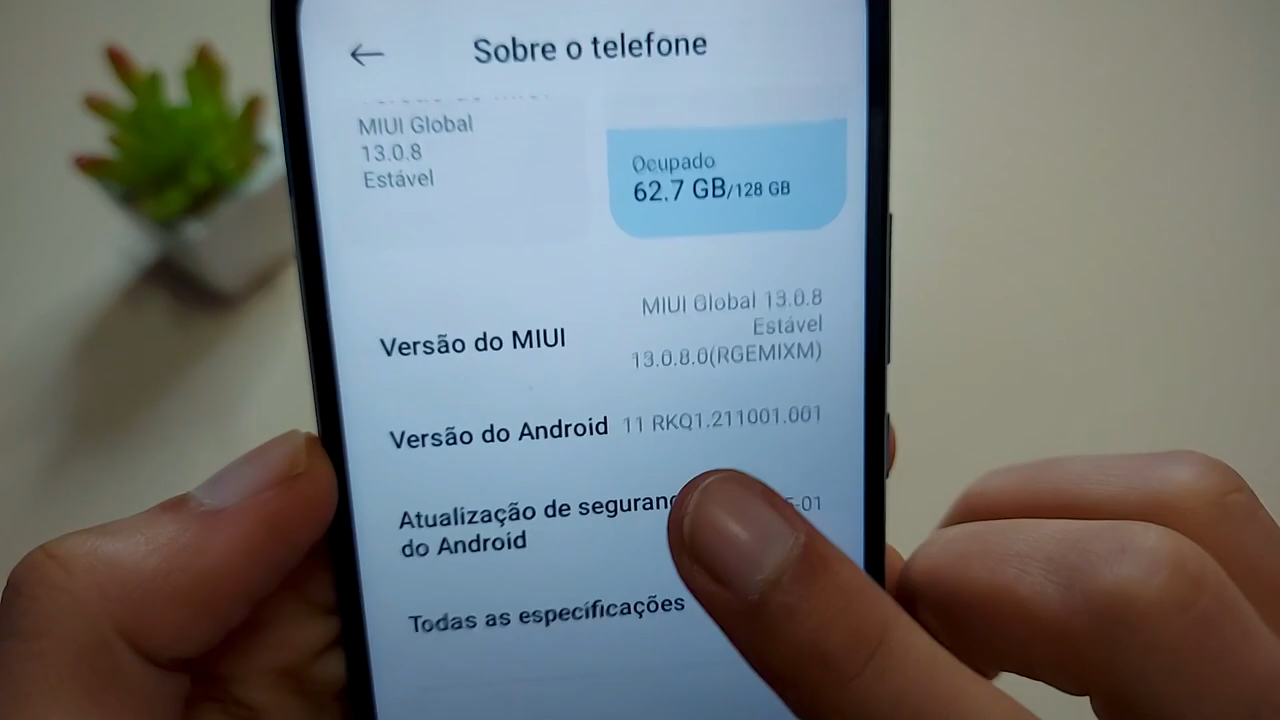 Sobre o telefone
MIUI Global
13.0.8
Estável
Ocupado
62.7 GB/128 GB
Versão do MIUI
MIUI Global 13.0.8
Estável
13.0.8.0(RGEMIXM)
Versão do Android
11 RKQ1.211001.001
Atualização de seguranç
do Android
-01
Todas as especificações